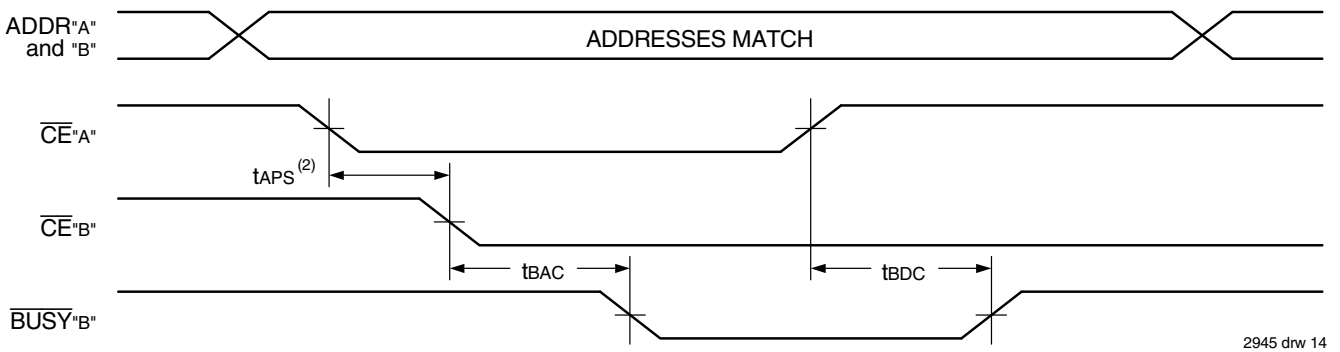 ADDR"A"
and "B"
ADDRESSES MATCH
CE"A"
tAPS (2)
CE"B"
tBAC
tBDC
BUSY"B"
2945 drw 14